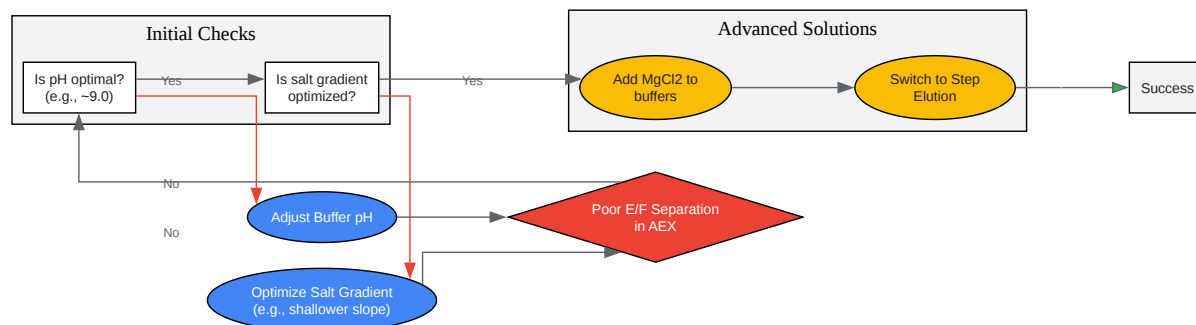 Initial Checks
Advanced Solutions
Is pH optimal?
(e.g., ~9.0)
Yes
Is salt gradient
optimized?
Yes
Add MgCl2 to
buffers
Switch to Step
Elution
Success
No
Adjust Buffer pH
Poor E/F Separation
in AEX
No
Optimize Salt Gradient
(e.g., shallower slope)